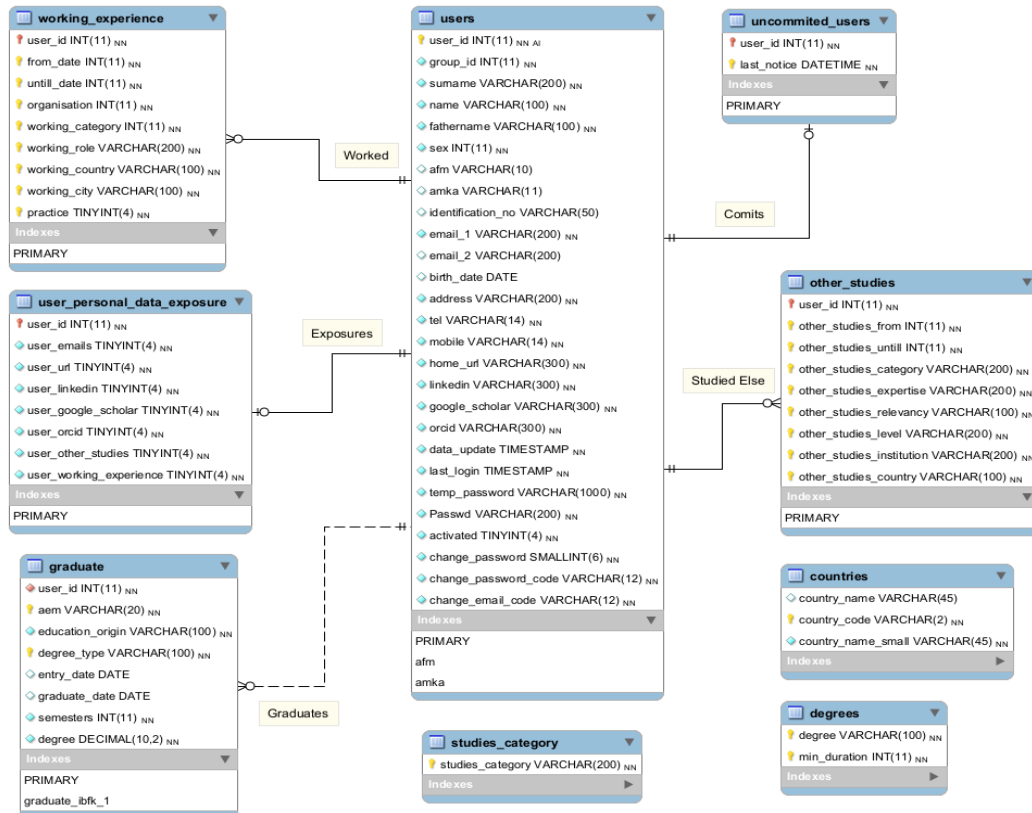 working_experience
user_id INT(11) NN
from_date INT(11) NN
untill_date INT(11) NN
organisation INT(11) NN
working_category INT(11) NN
working_role VARCHAR(200) NN
working_country VARCHAR(100) NN
working_city VARCHAR(100) NN
practice TINYINT(4) NN
Indexes
PRIMARY
user_personal_data_exposure
user_id INT(11) NN
user_emails TINYINT(4) NN
user_url TINYINT(4) NN
user_linkedin TINYINT(4) NN
user_google_scholar TINYINT(4) NN
user_orcid TINYINT(4) NN
user_other_studies TINYINT(4) NN
user_working_experience TINYINT(4) NN
Indexes
PRIMARY
graduate
user_id INT(11) NN
aem VARCHAR(20) NN
education_origin VARCHAR(100) NN
degree_type VARCHAR(100) NN
entry_date DATE
graduate_date DATE
semesters INT(11) NN
degree DECIMAL(10,2) NN
Indexes
PRIMARY
graduate_ibfk_1
Worked
Exposures
Graduates
users
user_id INT(11) NN AI
group_id INT(11) NN
surname VARCHAR(200) NN
name VARCHAR(100) NN
fathername VARCHAR(100) NN
sex INT(11) NN
afm VARCHAR(10)
amka VARCHAR(11)
identification_no VARCHAR(50)
email_1 VARCHAR(200) NN
email_2 VARCHAR(200)
birth_date DATE
address VARCHAR(200) NN
tel VARCHAR(14) NN
mobile VARCHAR(14) NN
home_url VARCHAR(300) NN
linkedin VARCHAR(300) NN
google_scholar VARCHAR(300) NN
orcid VARCHAR(300) NN
data_update TIMESTAMP NN
last_login TIMESTAMP NN
temp_password VARCHAR(1000) NN
Passwd VARCHAR(200) NN
activated TINYINT(4) NN
change_password SMALLINT(6) NN
change_password_code VARCHAR(12) NN
change_email_code VARCHAR(12) NN
Indexes
PRIMARY
afm
amka
studies_category
studies_category VARCHAR(200) NN
Indexes
Comits
Studied Else
uncommited_users
user_id INT(11) NN
last_notice DATETIME NN
Indexes
PRIMARY
other_studies
user_id INT(11) NN
other_studies_from INT(11) NN
other_studies_untill INT(11) NN
other_studies_category VARCHAR(200) NN
other_studies_expertise VARCHAR(200) NN
other_studies_relevancy VARCHAR(100) NN
other_studies_level VARCHAR(200) NN
other_studies_institution VARCHAR(200) NN
other_studies_country VARCHAR(100) NN
Indexes
PRIMARY
countries
country_name VARCHAR(45)
country_code VARCHAR(2) NN
country_name_small VARCHAR(45) NN
Indexes
degrees
degree VARCHAR(100) NN
min_duration INT(11) NN
Indexes